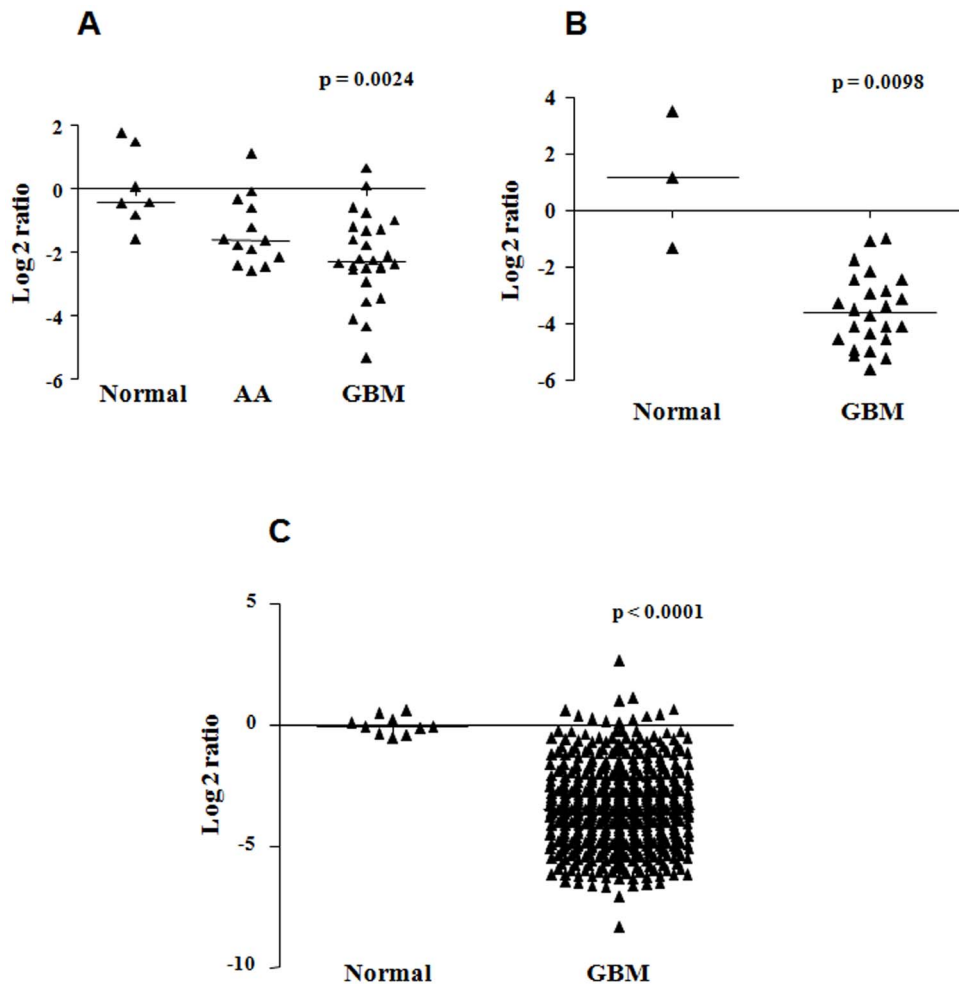 A
p = 0.0024
Log 2 ratio
2
0
-2
-4
-6
Normal AA GBM
B
p = 0.0098
Log 2 ratio
4
2
0
-2
-4
-6
Normal GBM
C
p < 0.0001
Log 2 ratio
5
0
-5
-10
Normal GBM